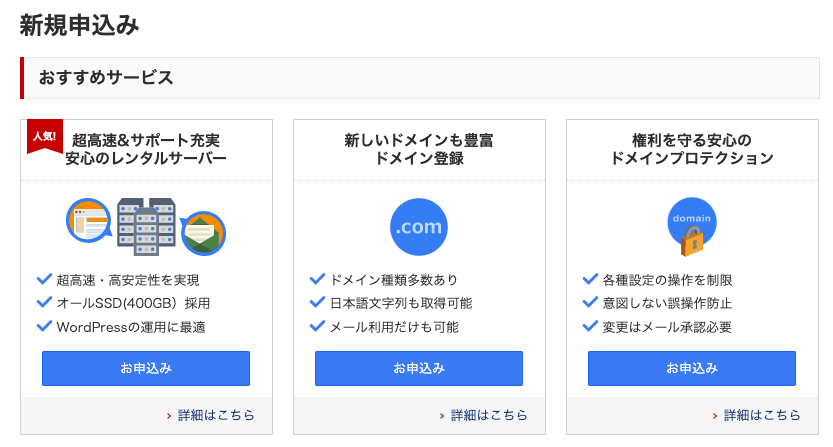 新規申込み
おすすめサービス
人気!
超高速&サポート充実
安心のレンタルサーバー
超高速・高安定性を実現
オールSSD(400GB）採用
WordPressの運用に最適
お申込み
詳細はこちら
新しいドメインも豊富
ドメイン登録
.com
ドメイン種類多数あり
日本語文字列も取得可能
メール利用だけも可能
お申込み
詳細はこちら
権利を守る安心の
ドメインプロテクション
domain
各種設定の操作を制限
意図しない誤操作防止
変更はメール承認必要
お申込み
詳細はこちら